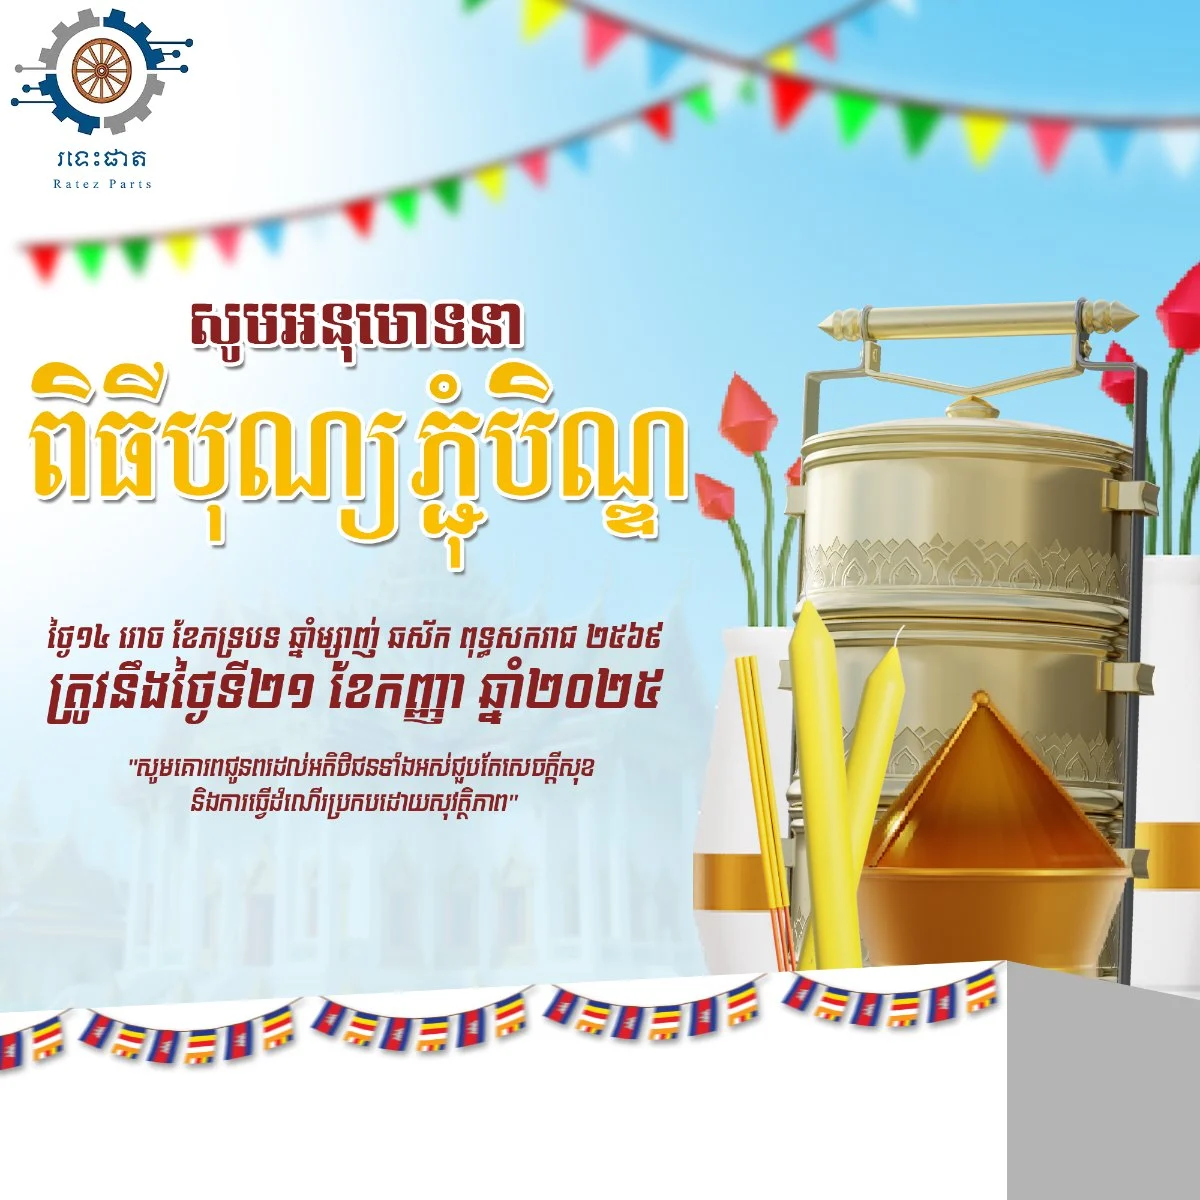 រទេះផាត
Ratez Parts
សូមអនុមោទនា
ពិធីបុណ្យភ្ជុំបិណ្ឌ
ថ្ងៃ១៤ រោច ខែភទ្របទ ឆ្នាំម្សាញ់ ឆស័ក ពុទ្ធសករាជ ២៥៦៩
ត្រូវនឹងថ្ងៃទី២១ ខែកញ្ញា ឆ្នាំ២០២៥
"សូមគោរពជូនពរដល់អតិថិជនទាំងអស់ជួបតែសេចក្ដីសុខ
និងការធ្វើដំណើរប្រកបដោយសុវត្ថិភាព"